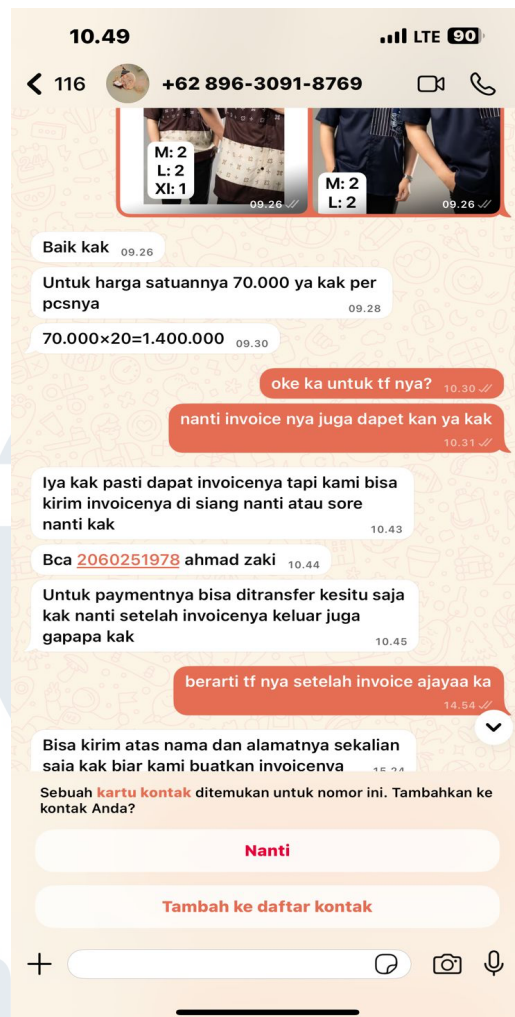 10.49
LTE 90
116
+62 896-3091-8769
M: 2
L: 2
Xl: 1
09.26
M: 2
L: 2
09.26
Baik kak 09.26
Untuk harga satuannya 70.000 ya kak per
pcsnya
09.28
70.000×20=1.400.000 09.30
oke ka untuk tf nya? 10.30
nanti invoice nya juga dapet kan ya kak
10.31
Iya kak pasti dapat invoicenya tapi kami bisa
kirim invoicenya di siang nanti atau sore
nanti kak
10.43
Bca 2060251978 ahmad zaki 10.44
Untuk paymentnya bisa ditransfer kesitu saja
kak nanti setelah invoicenya keluar juga
gapapa kak
10.45
berarti tf nya setelah invoice ajayaa ka
14.54
Bisa kirim atas nama dan alamatnya sekalian
saja kak biar kami buatkan invoicenya
Sebuah kartu kontak ditemukan untuk nomor ini. Tambahkan ke
kontak Anda?
Nanti
Tambah ke daftar kontak